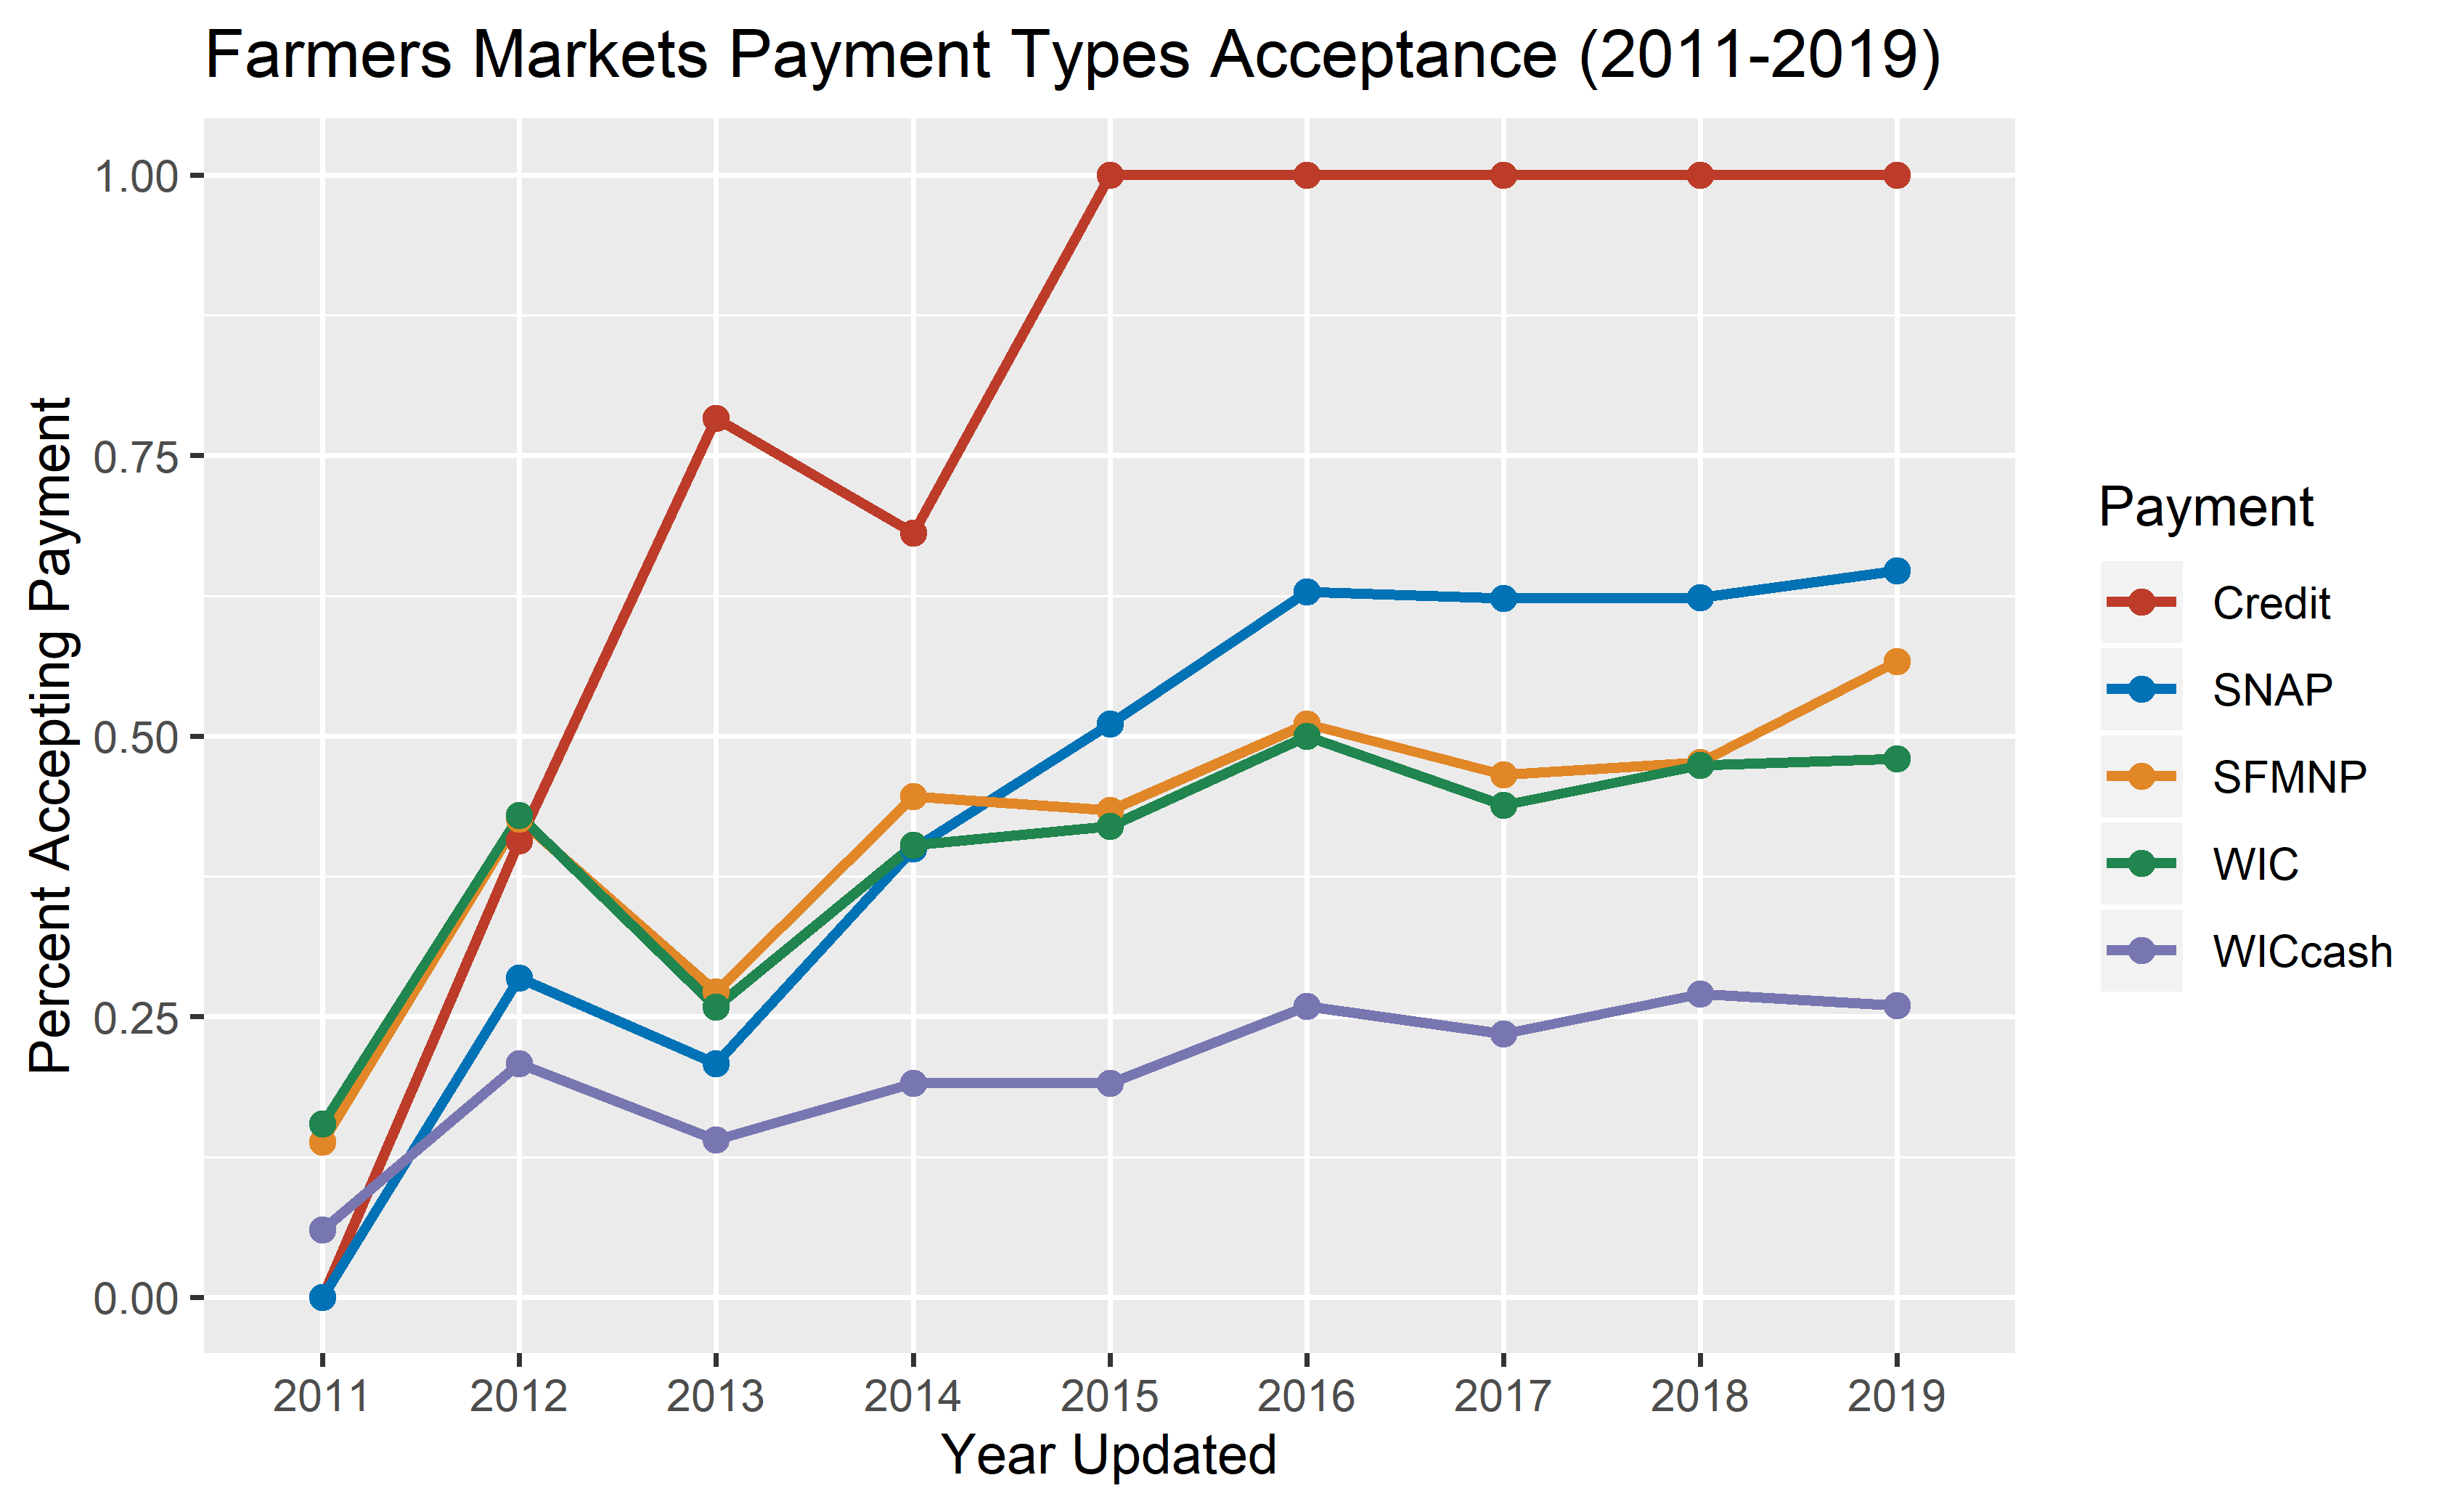 Farmers Markets Payment Types Acceptance (2011-2019)
Percent Accepting Payment
1.00
0.75
0.50
0.25
0.00
2011 2012 2013 2014 2015 2016 2017 2018 2019
Year Updated
Payment
Credit
SNAP
SFMNP
WIC
WICcash